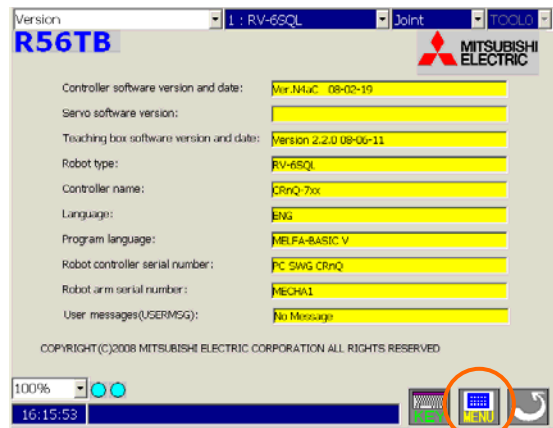 Version 1 : RV-6SQL Joint TOOL0
R56TB
MITSUBISHI
ELECTRIC
Controller software version and date: Ver.N4aC 08-02-19
Servo software version:
Teaching box software version and date: Version 2.2.0 08-06-11
Robot type: RV-6SQL
Controller name: CRnQ-7xx
Language: ENG
Program language: MELFA-BASIC V
Robot controller serial number: PC SWG CRnQ
Robot arm serial number: MECHA1
User messages(USERMSG): No Message
COPYRIGHT(C)2008 MITSUBISHI ELECTRIC CORPORATION ALL RIGHTS RESERVED
100%
16:15:53 KEY MENU